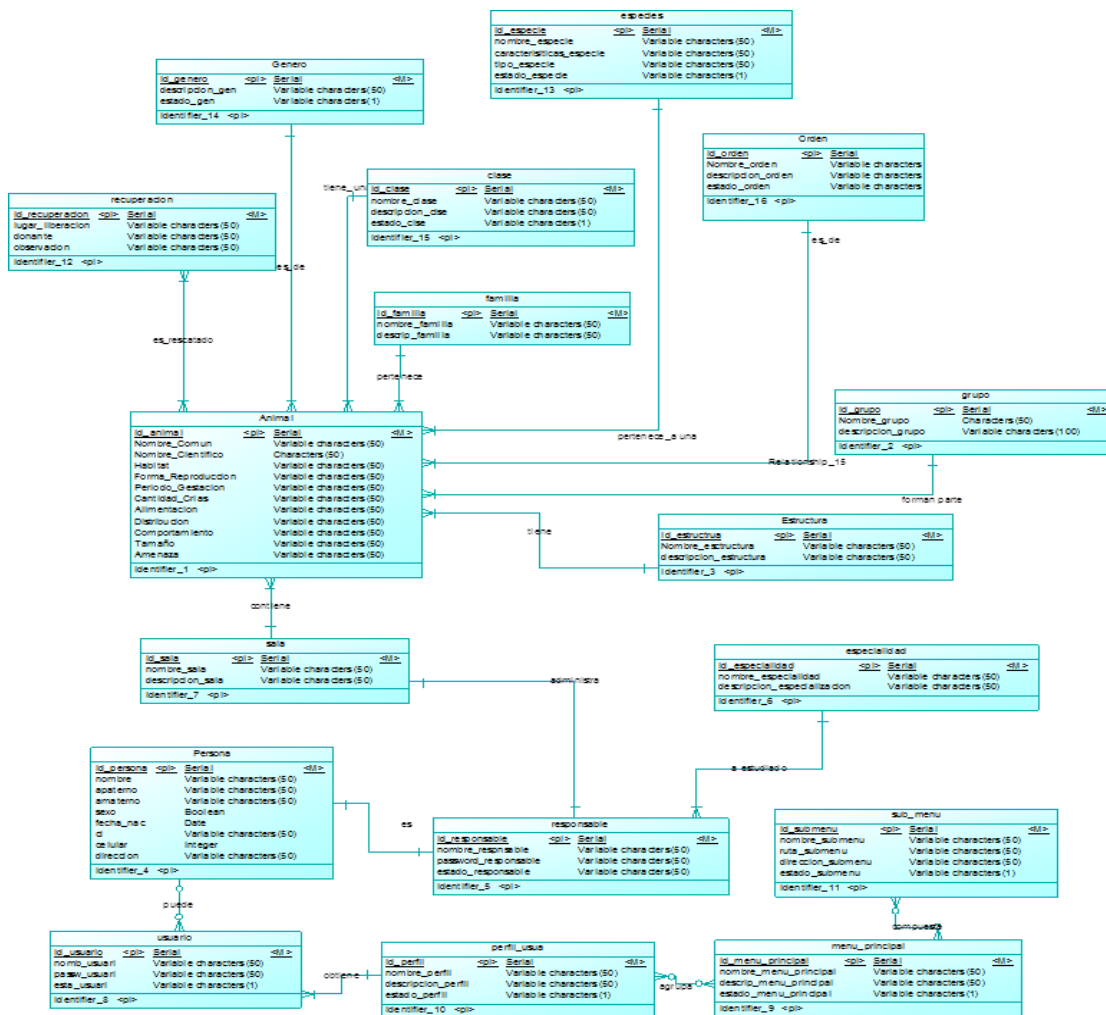 especies
Id_especie <pi> Serial <M>
nombre_especie Variable characters (50)
caracterisiticas_especie Variable characters (50)
tipo_especie Variable characters (50)
estado_especie Variable characters (1)
Identifier_13 <pi>
Genero
Id_genero <pi> Serial <M>
descripcion_gen Variable characters (50)
estado_gen Variable characters (1)
Identifier_14 <pi>
Orden
Id_orden <pi> Serial
Nombre_orden Variable characters
descripcion_orden Variable characters
estado_orden Variable characters
Identifier_16 <pi>
clase
Id_clase <pi> Serial <M>
nombre_clase Variable characters (50)
descripcion_clse Variable characters (50)
estado_clse Variable characters (1)
Identifier_15 <pi>
tiene_una
recuperacion
Id_recuperacion <pi> Serial <M>
lugar_liberacion Variable characters (50)
donante Variable characters (50)
observacion Variable characters (50)
Identifier_12 <pi>
es_de
es_de
familia
Id_familia <pi> Serial <M>
nombre_familia Variable characters (50)
descrip_familia Variable characters (50)
es_rescatado
pertenece
grupo
Id_grupo <pi> Serial <M>
Nombre_grupo Characters (50)
descripcion_grupo Variable characters (100)
Identifier_2 <pi>
Animal
Id_animal <pi> Serial <M>
Nombre_Comun Variable characters (50)
Nombre_Cientifico Characters (50)
Habitat Variable characters (50)
Forma_Reproduccion Variable characters (50)
Periodo_Gestacion Variable characters (50)
Cantidad_Crias Variable characters (50)
Alimentacion Variable characters (50)
Distribucion Variable characters (50)
Comportamiento Variable characters (50)
Tamaño Variable characters (50)
Amenaza Variable characters (50)
Identifier_1 <pi>
pertenece_a una
Relationship_15
forman parte
tiene
Estructura
Id_estructrua <pi> Serial <M>
Nombre_esctructura Variable characters (50)
descripcion_estructura Variable characters (50)
Identifier_3 <pi>
contiene
sala
Id_sala <pi> Serial <M>
nombre_sala Variable characters (50)
descripcion_sala Variable characters (50)
Identifier_7 <pi>
administra
especialidad
Id_especialidad <pi> Serial <M>
nombre_especialidad Variable characters (50)
descripcion_especializacion Variable characters (50)
Identifier_6 <pi>
a estudiado
Persona
Id_persona <pi> Serial <M>
nombre Variable characters (50)
apaterno Variable characters (50)
amaterno Variable characters (50)
sexo Boolean
fecha_nac Date
ci Variable characters (50)
celular Integer
direccion Variable characters (50)
Identifier_4 <pi>
es
responsable
Id_responsable <pi> Serial <M>
nombre_respnsable Variable characters (50)
password_responsable Variable characters (50)
estado_responsable Variable characters (50)
Identifier_5 <pi>
sub_menu
Id_submenu <pi> Serial <M>
nombre_submenu Variable characters (50)
ruta_submenu Variable characters (50)
direccion_submenu Variable characters (50)
estado_submenu Variable characters (1)
Identifier_11 <pi>
puede
compuesta
usuario
Id_usuario <pi> Serial <M>
nomb_usuari Variable characters (50)
passw_usuari Variable characters (50)
esta_usuari Variable characters (1)
Identifier_8 <pi>
obtiene
perfil_usua
Id_perfil <pi> Serial <M>
nombre_perfil Variable characters (50)
descripcion_perfil Variable characters (50)
estado_perfil Variable characters (1)
Identifier_10 <pi>
agrupa
menu_principal
Id_menu_principal <pi> Serial <M>
nombre_menu_principal Variable characters (50)
descrip_menu_principal Variable characters (50)
estado_menu_principal Variable characters (1)
Identifier_9 <pi>